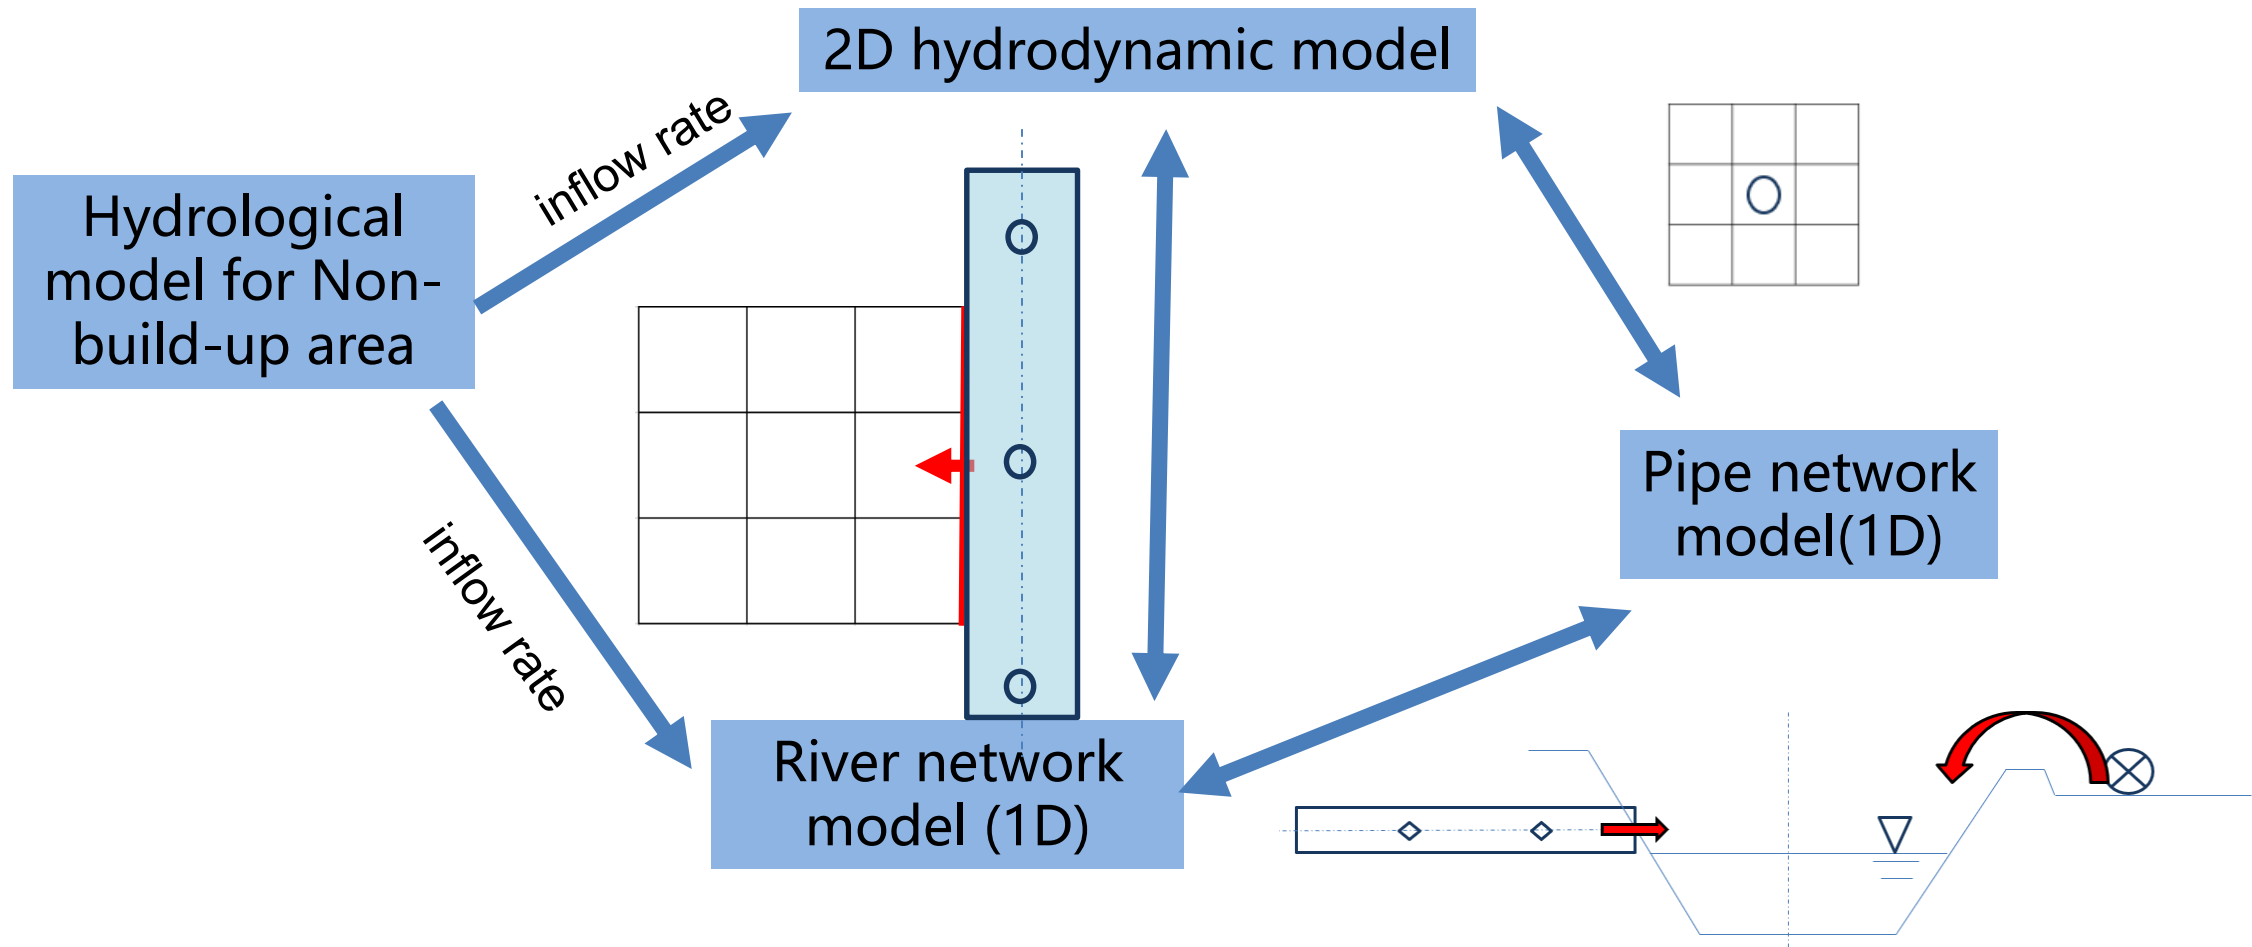 2D hydrodynamic model
inflow rate
Hydrological
model for Non-
build-up area
Pipe network
model(1D)
inflow rate
River network
model (1D)